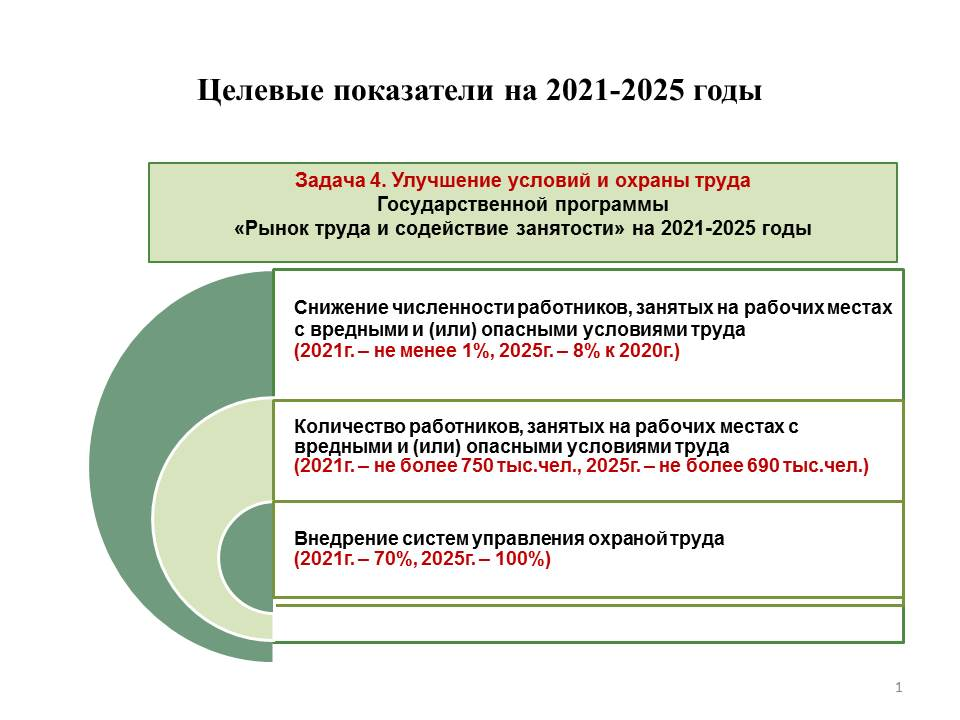 Целевые показатели на 2021-2025 годы
Задача 4. Улучшение условий и охраны труда
Государственной программы
«Рынок труда и содействие занятости» на 2021-2025 годы
Снижение численности работников, занятых на рабочих местах
с вредными и (или) опасными условиями труда
(2021г. – не менее 1%, 2025г. – 8% к 2020г.)
Количество работников, занятых на рабочих местах с
вредными и (или) опасными условиями труда
(2021г. – не более 750 тыс.чел., 2025г. – не более 690 тыс.чел.)
Внедрение систем управления охраной труда
(2021г. – 70%, 2025г. – 100%)
1